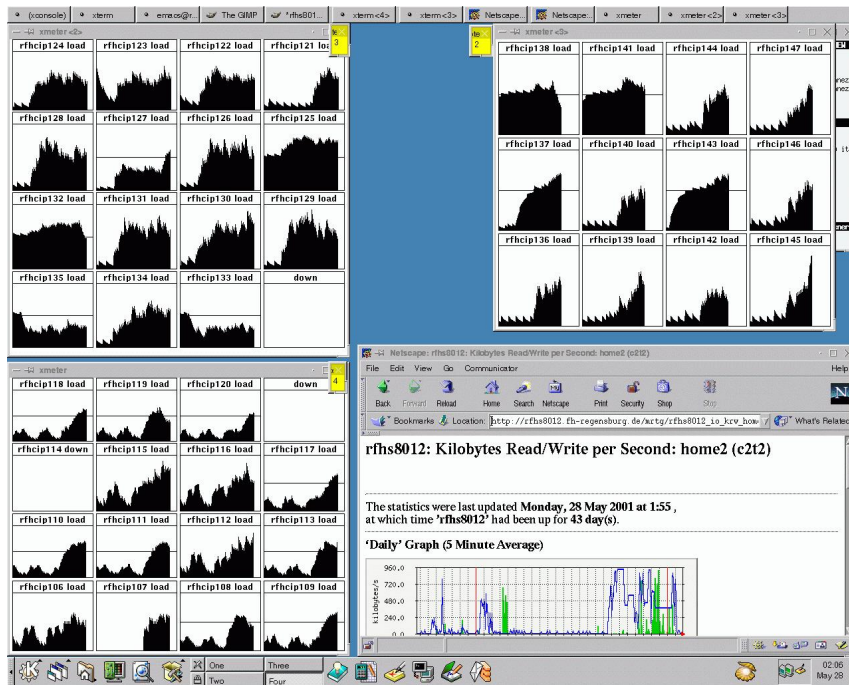 (xconsole) xterm emacs@r... The GIMP *rfhs801... xterm<4> xterm<3> Netscape... Netscape: xmeter xmeter<2> xmeter<3>
xmeter<2>
3
rfhcip124 load rfhcip123 load rfhcip122 load rfhcip121
rfhcip128 load rfhcip127 load rfhcip126 load rfhcip125 load
rfhcip132 load rfhcip131 load rfhcip130 load rfhcip129 load
rfhcip135 load rfhcip134 load rfhcip133 load down
2
xmeter<3>
rfhcip138 load rfhcip141 load rfhcip144 load rfhcip147 load
rfhcip137 load rfhcip140 load rfhcip143 load rfhcip146 load
rfhcip136 load rfhcip139 load rfhcip142 load rfhcip145 load
xmeter
4
rfhcip118 load rfhcip119 load rfhcip120 load down
rfhcip114 down rfhcip115 load rfhcip116 load rfhcip117 load
rfhcip110 load rfhcip111 load rfhcip112 load rfhcip113 load
rfhcip106 load rfhcip107 load rfhcip108 load rfhcip109 load
Netscape: rfhs8012: Kilobytes Read/Write per Second: home2 (c2t2)
File Edit View Go Communicator Help
Back Forward Reload Home Search Netscape Print Security Shop Stop
N
Bookmarks Location: http://rfhs8012.fh-regensburg.de/mrtg/rfhs8012_io_krw_hom What's Related
rfhs8012: Kilobytes Read/Write per Second: home2 (c2t2)
The statistics were last updated Monday, 28 May 2001 at 1:55 ,
at which time 'rfhs8012' had been up for 43 day(s).
'Daily' Graph (5 Minute Average)
kilobytes/s
960.0
720.0
480.0
240.0
0.0
One Three
Two Four
02:06
May 28